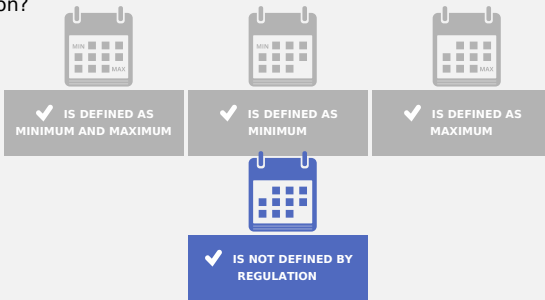 on?
MIN
MAX
MIN
MAX
IS DEFINED AS
MINIMUM AND MAXIMUM
IS DEFINED AS
MINIMUM
IS DEFINED AS
MAXIMUM
IS NOT DEFINED BY
REGULATION